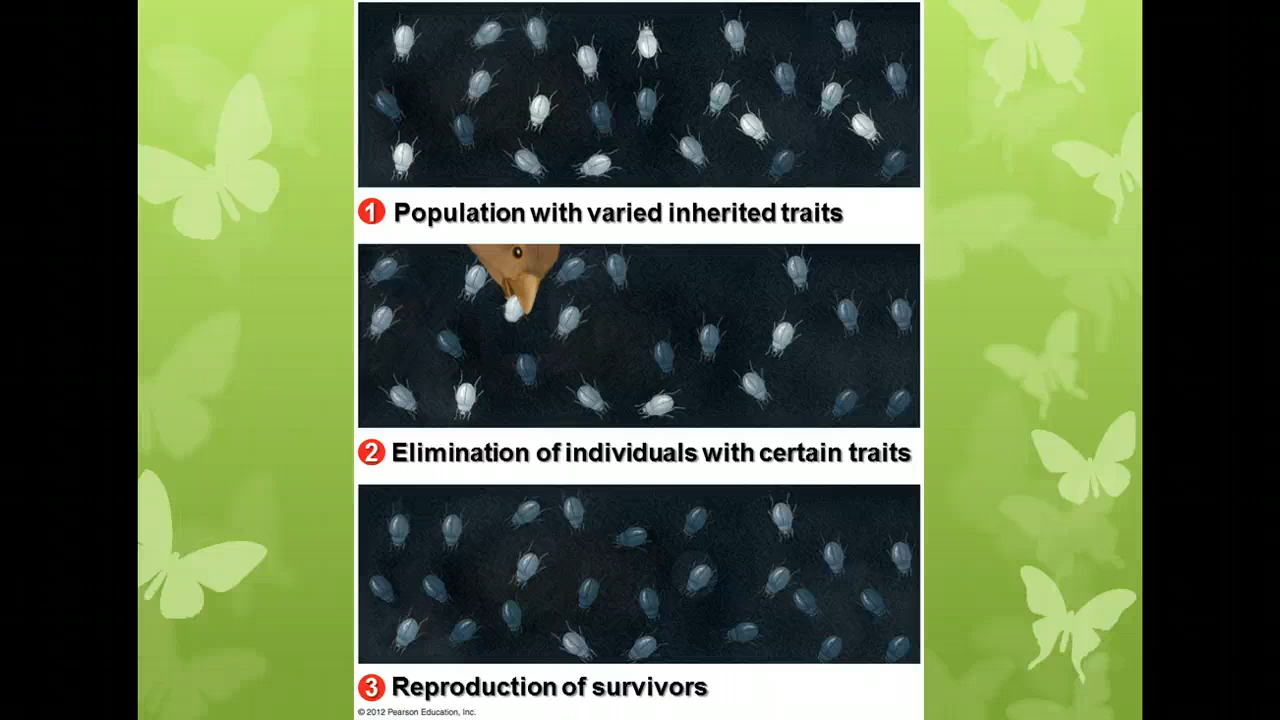 1 Population with varied inherited traits
2 Elimination of individuals with certain traits
3 Reproduction of survivors
© 2012 Pearson Education, Inc.